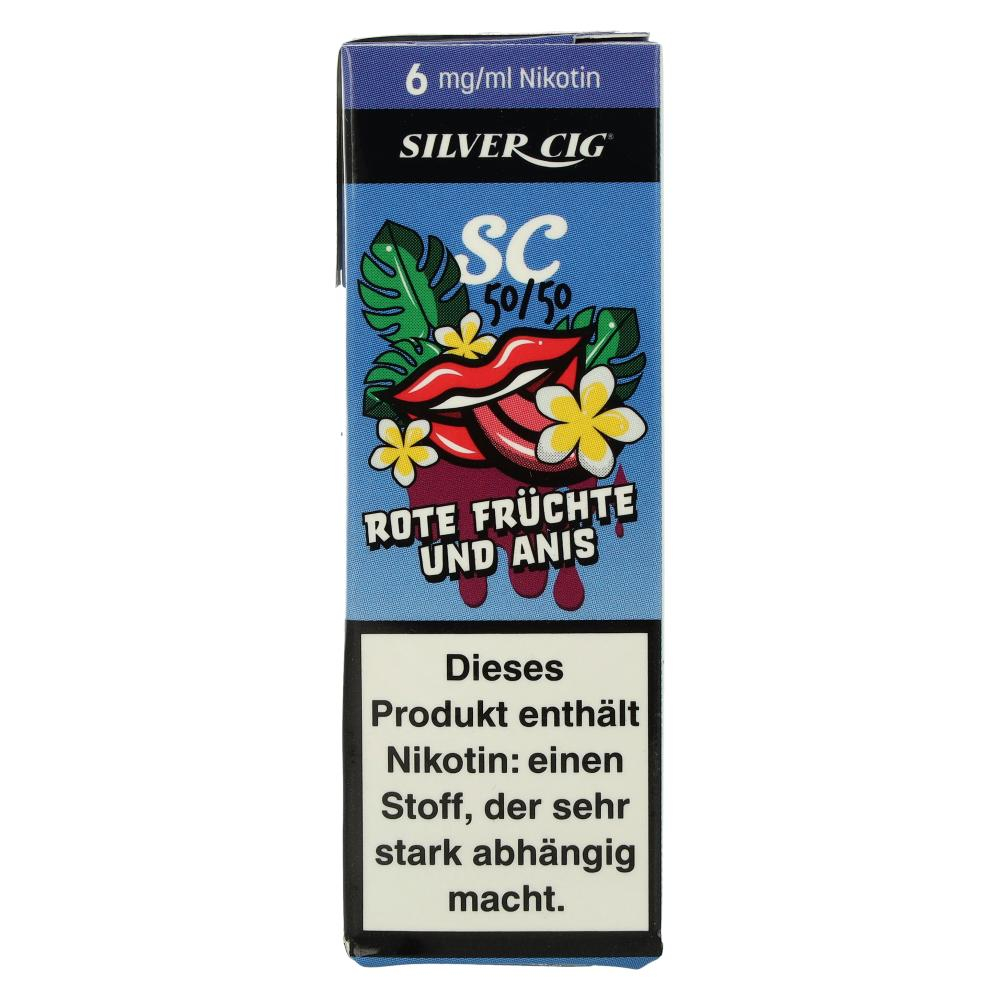 6 mg/ml Nikotin
SILVER CIG®
SC
50/50
ROTE FRÜCHTE
UND ANIS
Dieses
Produkt enthält
Nikotin: einen
Stoff, der sehr
stark abhängig
macht.